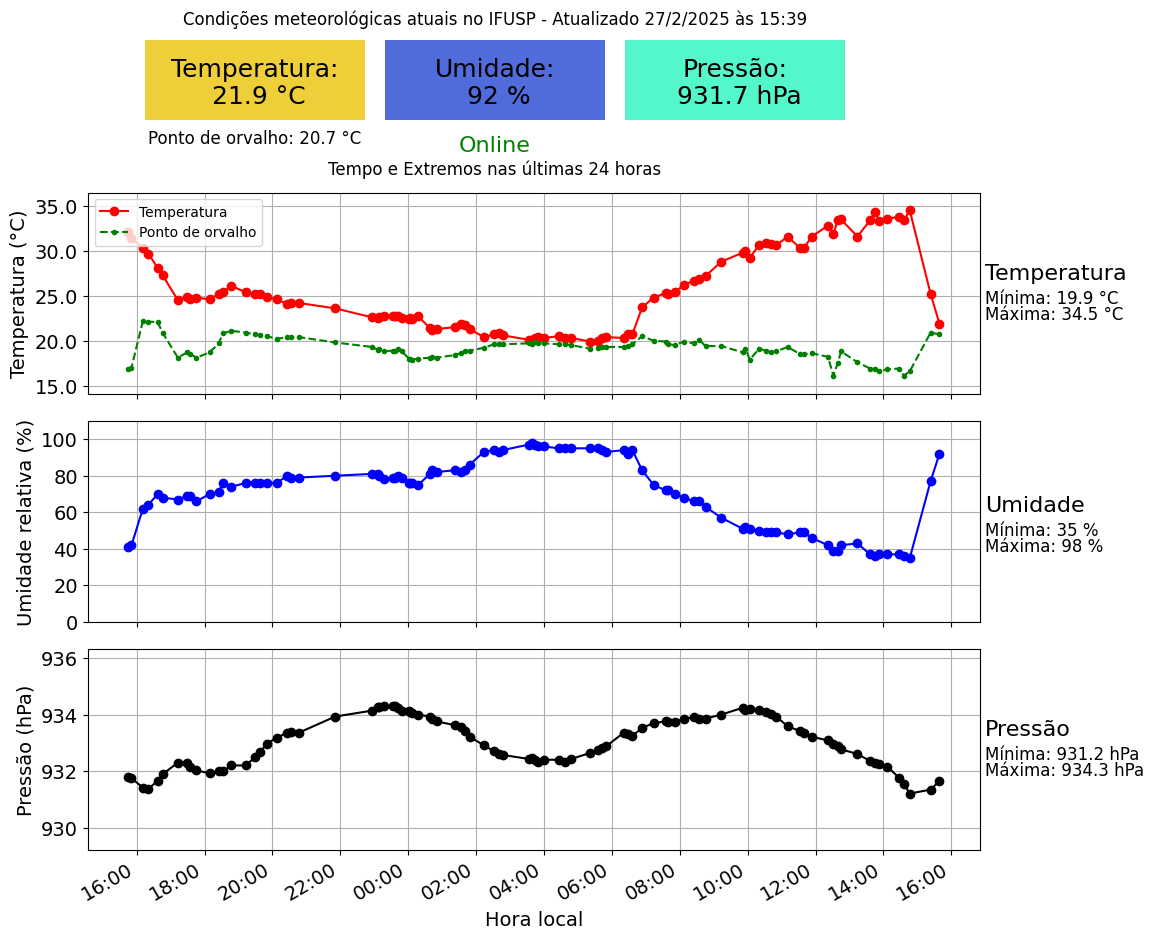 Condições meteorológicas atuais no IFUSP - Atualizado 27/2/2025 às 15:39
Temperatura:
21.9 °C
Umidade:
92 %
Pressão:
931.7 hPa
Ponto de orvalho: 20.7 °C
Online
Tempo e Extremos nas últimas 24 horas
Temperatura (°C)
35.0
30.0
25.0
20.0
15.0
Temperatura
Ponto de orvalho
Temperatura
Mínima: 19.9 °C
Máxima: 34.5 °C
Umidade relativa (%)
100
80
60
40
20
0
Umidade
Mínima: 35 %
Máxima: 98 %
Pressão (hPa)
936
934
932
930
Pressão
Mínima: 931.2 hPa
Máxima: 934.3 hPa
16:00 18:00 20:00 22:00 00:00 02:00 04:00 06:00 08:00 10:00 12:00 14:00 16:00
Hora local